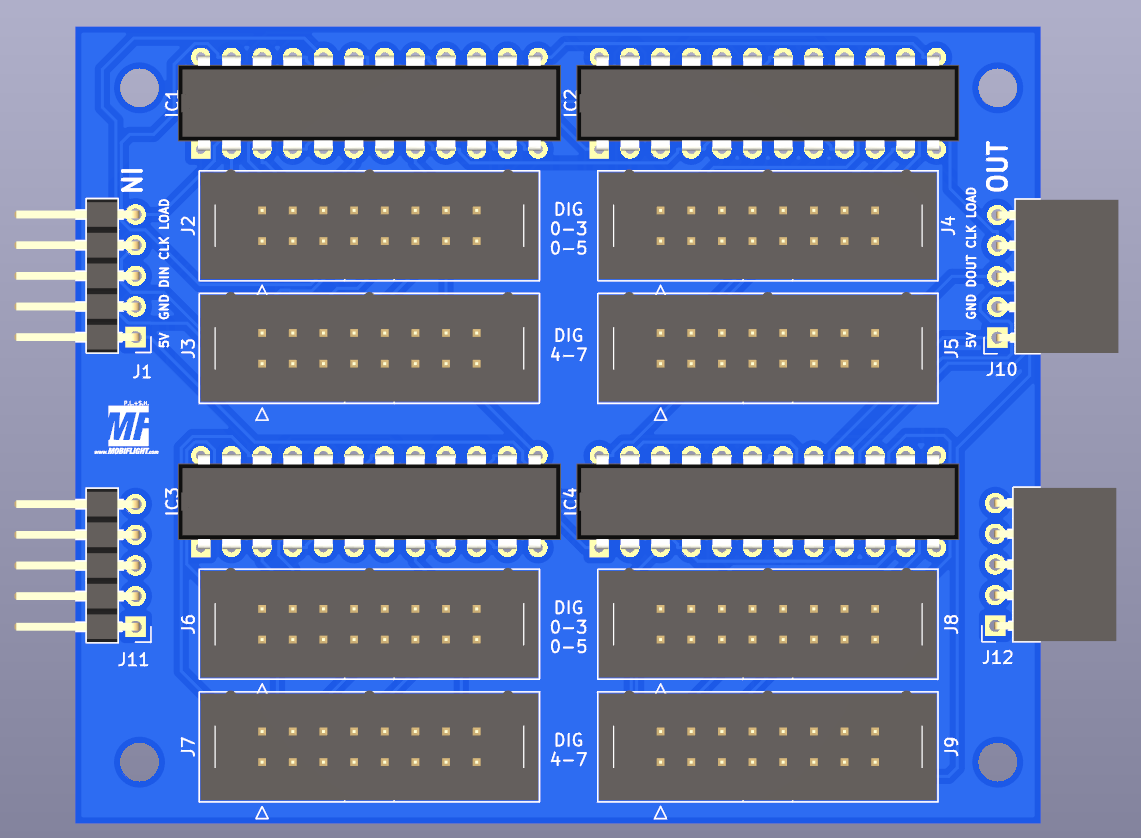 IC1
IC2
IN
OUT
LOAD
CLK
DIN
GND
5V
J1
J2
DIG
0-3
0-5
J4
LOAD
CLK
DOUT
GND
5V
J10
J3
DIG
4-7
J5
P.L.+S.H.
MF
www.MOBIFLIGHT.com
IC3
IC4
J11
J6
DIG
0-3
0-5
J8
J12
J7
DIG
4-7
J9